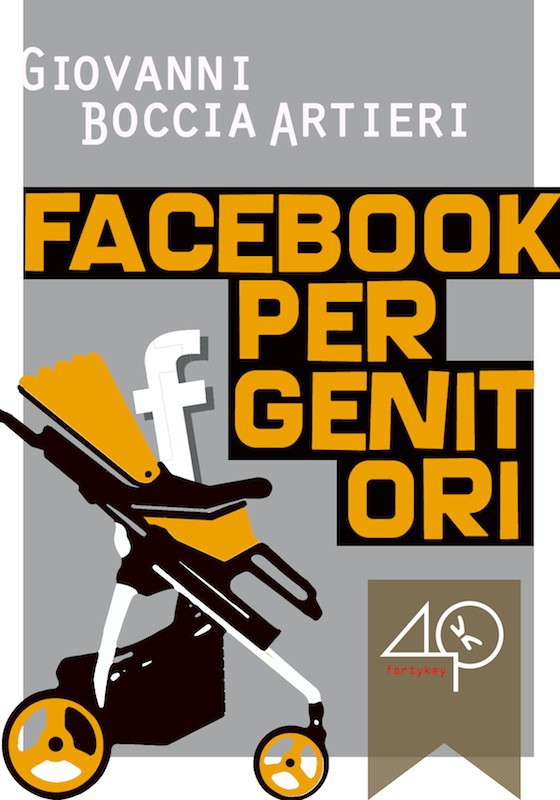 GIOVANNI
BOCCIA ARTIERI
FACEBOOK
PER
GENIT
ORI
f
40
K
fortykey